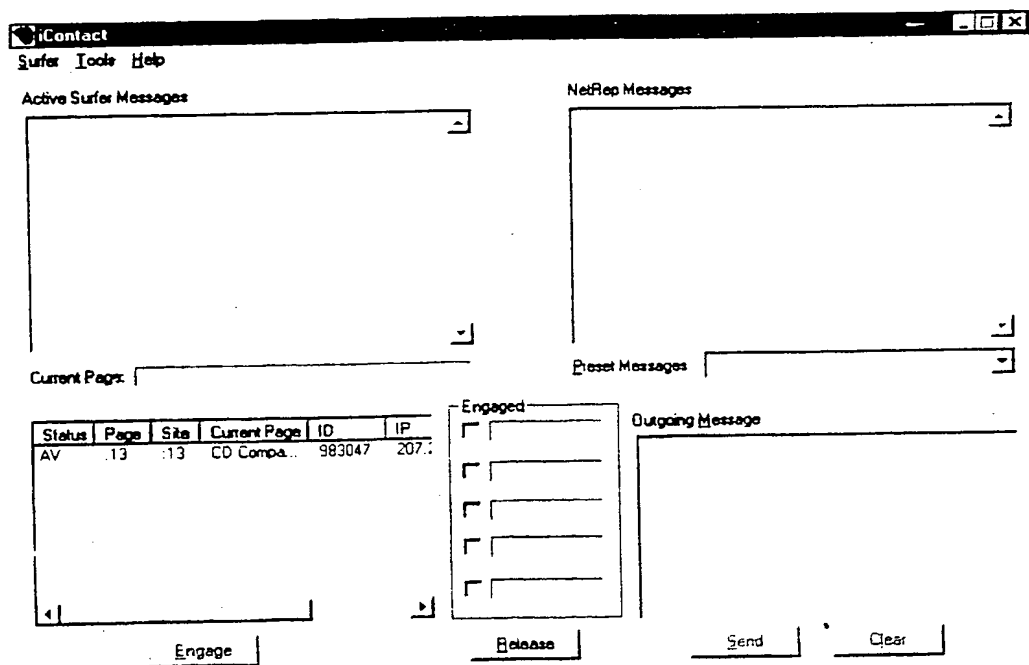 iContact
Surfer Tools Help
Active Surfer Messages
NetRep Messages
Current Page:
Preset Messages
Engaged
Outgoing Message
Status Page Site Current Page ID IP
AV :13 :13 CD Compa... 983047 207.2
Engage
Release
Send
Clear